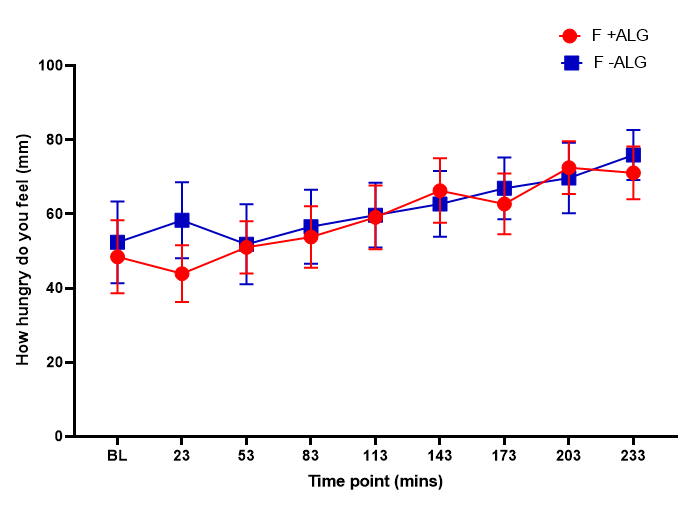 F +ALG
F -ALG
How hungry do you feel (mm)
100
80
60
40
20
0
BL 23 53 83 113 143 173 203 233
Time point (mins)